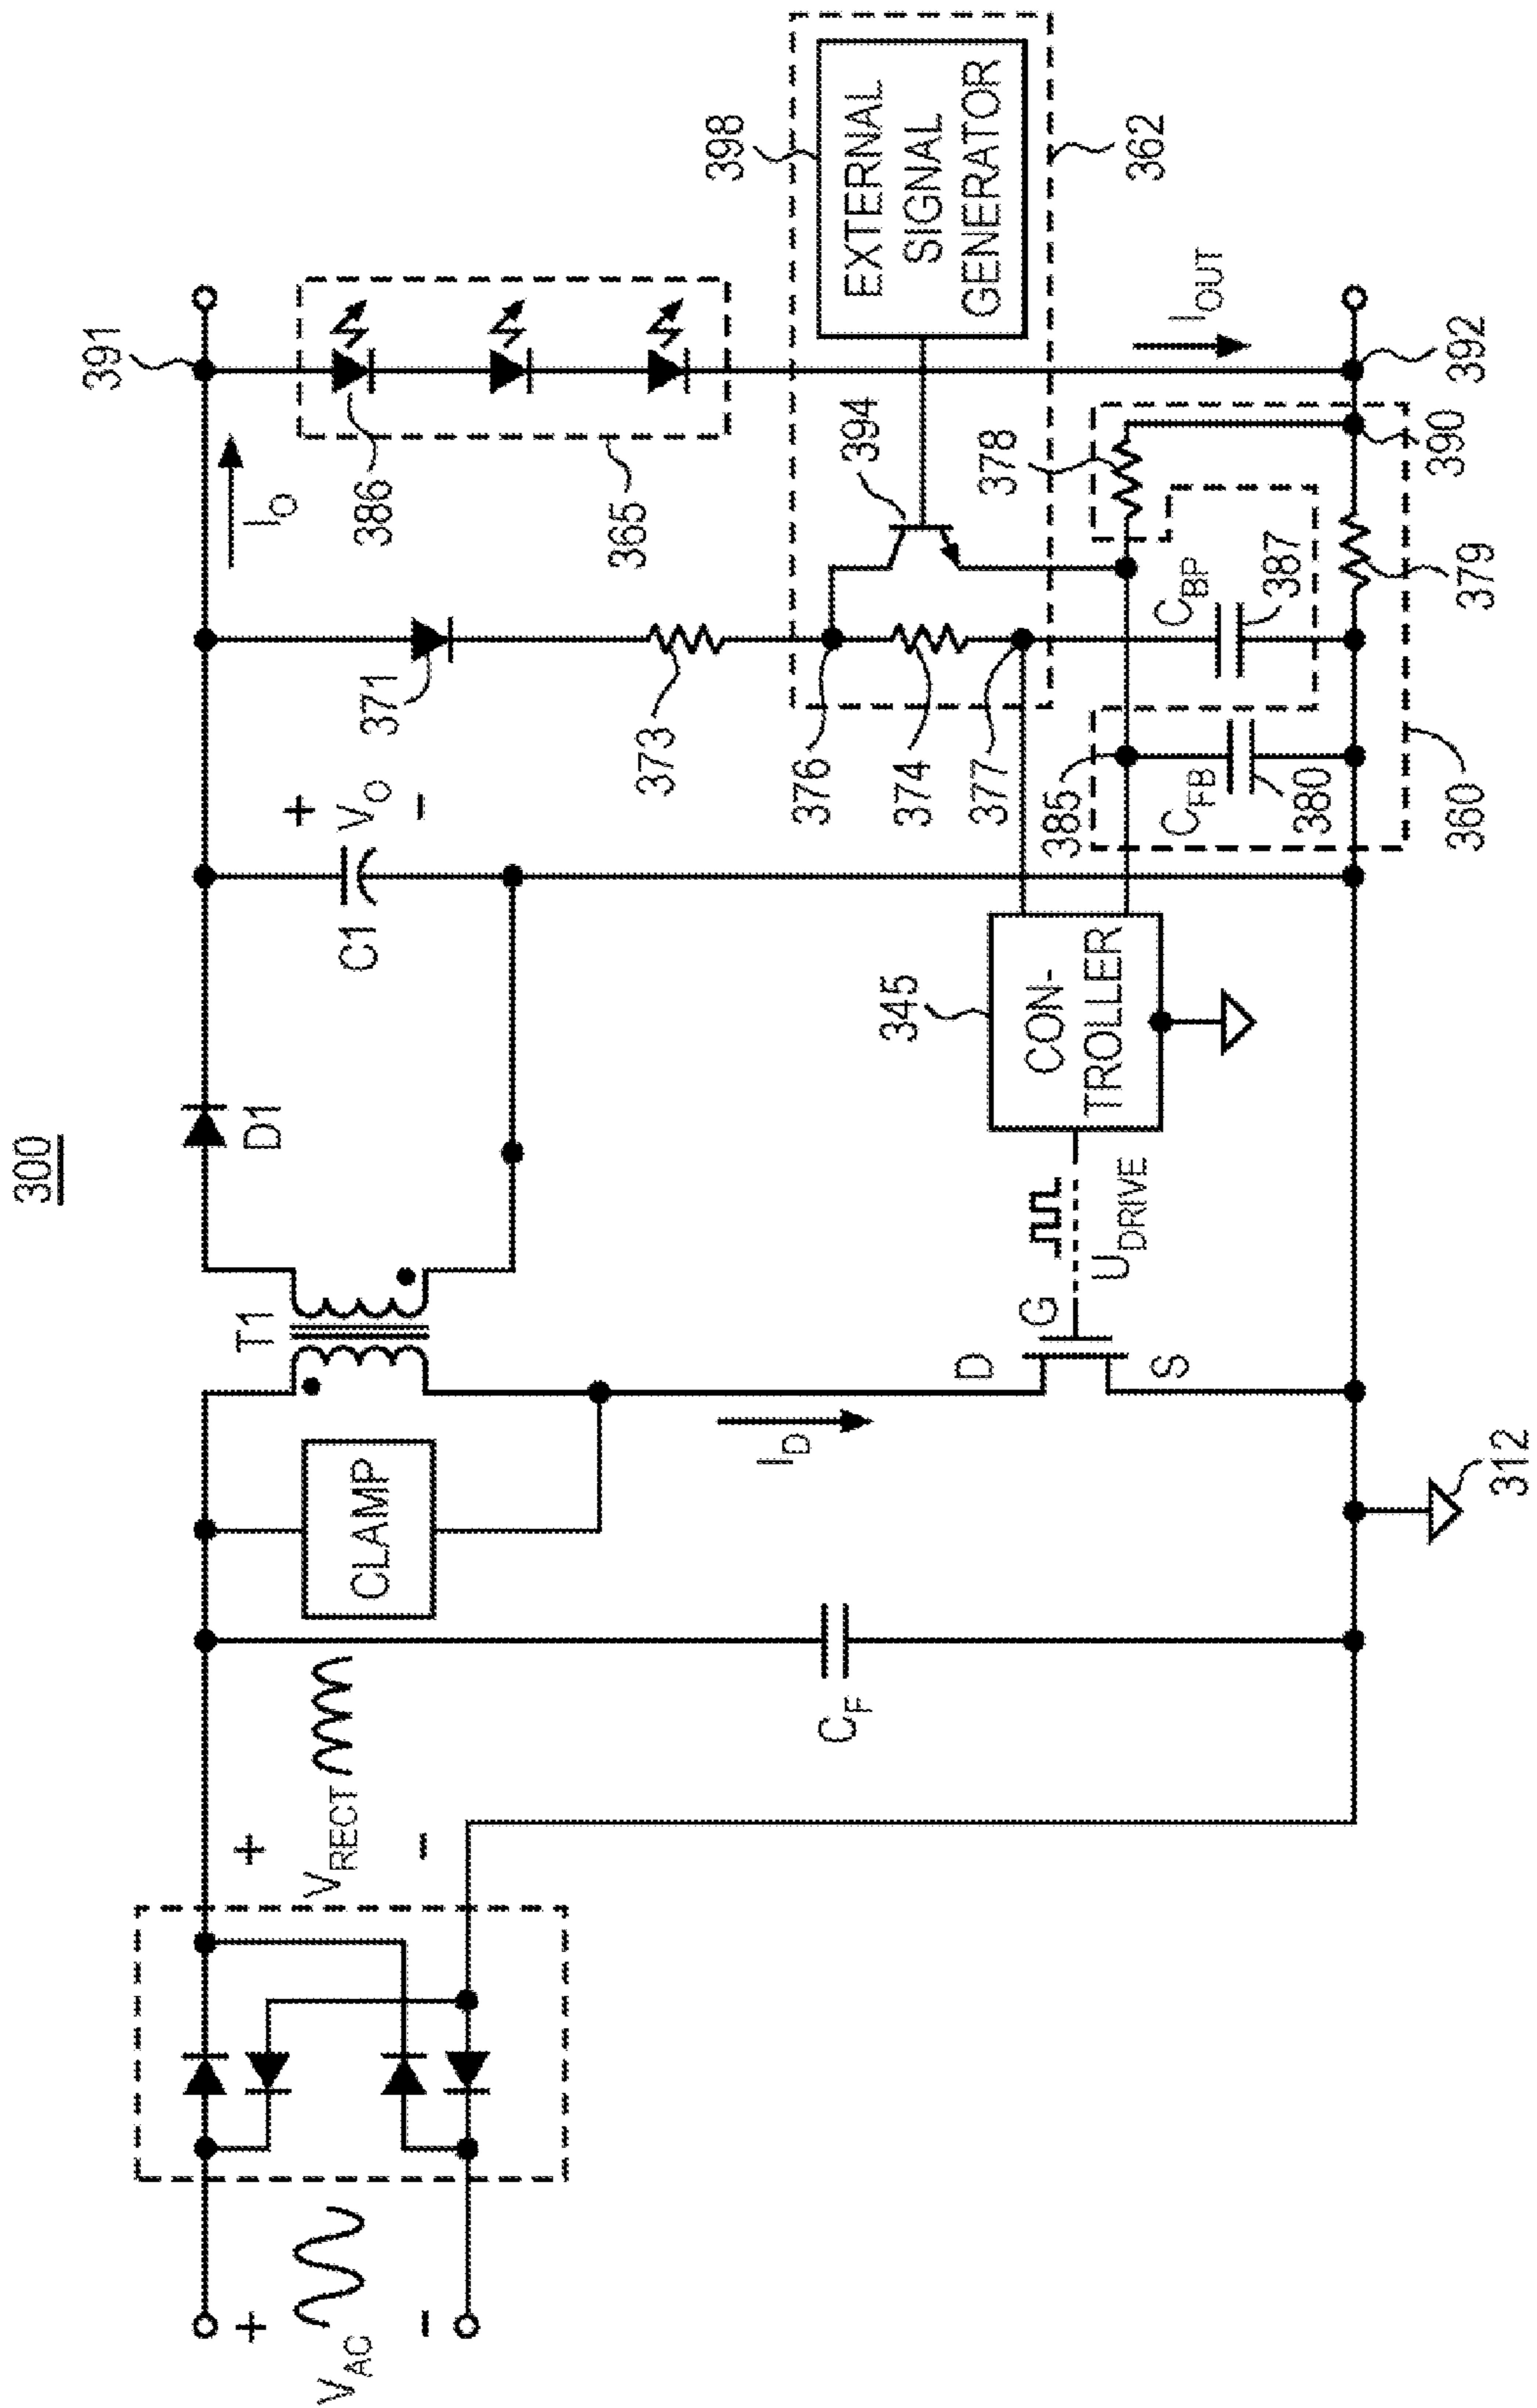 300
V_AC
+
−
+
V_RECT
−
C_F
CLAMP
T1
D1
I_D
D
G
S
U_DRIVE
312
345
CON-
TROLLER
C1
+
V_O
−
I_O
371
373
376
374
377
385
C_FB
380
360
C_BP
387
379
378
390
394
386
365
391
392
I_OUT
398
EXTERNAL
SIGNAL
GENERATOR
362